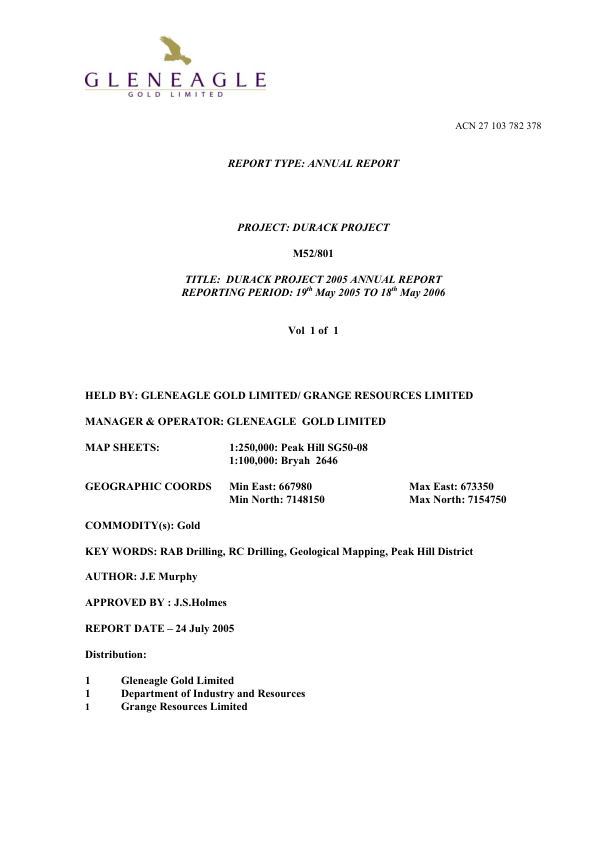 GLENEAGLE
GOLD LIMITED
ACN 27 103 782 378
REPORT TYPE: ANNUAL REPORT
PROJECT: DURACK PROJECT
M52/801
TITLE: DURACK PROJECT 2005 ANNUAL REPORT
REPORTING PERIOD: 19th May 2005 TO 18th May 2006
Vol 1 of 1
HELD BY: GLENEAGLE GOLD LIMITED/ GRANGE RESOURCES LIMITED
MANAGER & OPERATOR: GLENEAGLE GOLD LIMITED
MAP SHEETS: 1:250,000: Peak Hill SG50-08
1:100,000: Bryah 2646
GEOGRAPHIC COORDS Min East: 667980 Max East: 673350
Min North: 7148150 Max North: 7154750
COMMODITY(s): Gold
KEY WORDS: RAB Drilling, RC Drilling, Geological Mapping, Peak Hill District
AUTHOR: J.E Murphy
APPROVED BY : J.S.Holmes
REPORT DATE – 24 July 2005
Distribution:
1 Gleneagle Gold Limited
1 Department of Industry and Resources
1 Grange Resources Limited